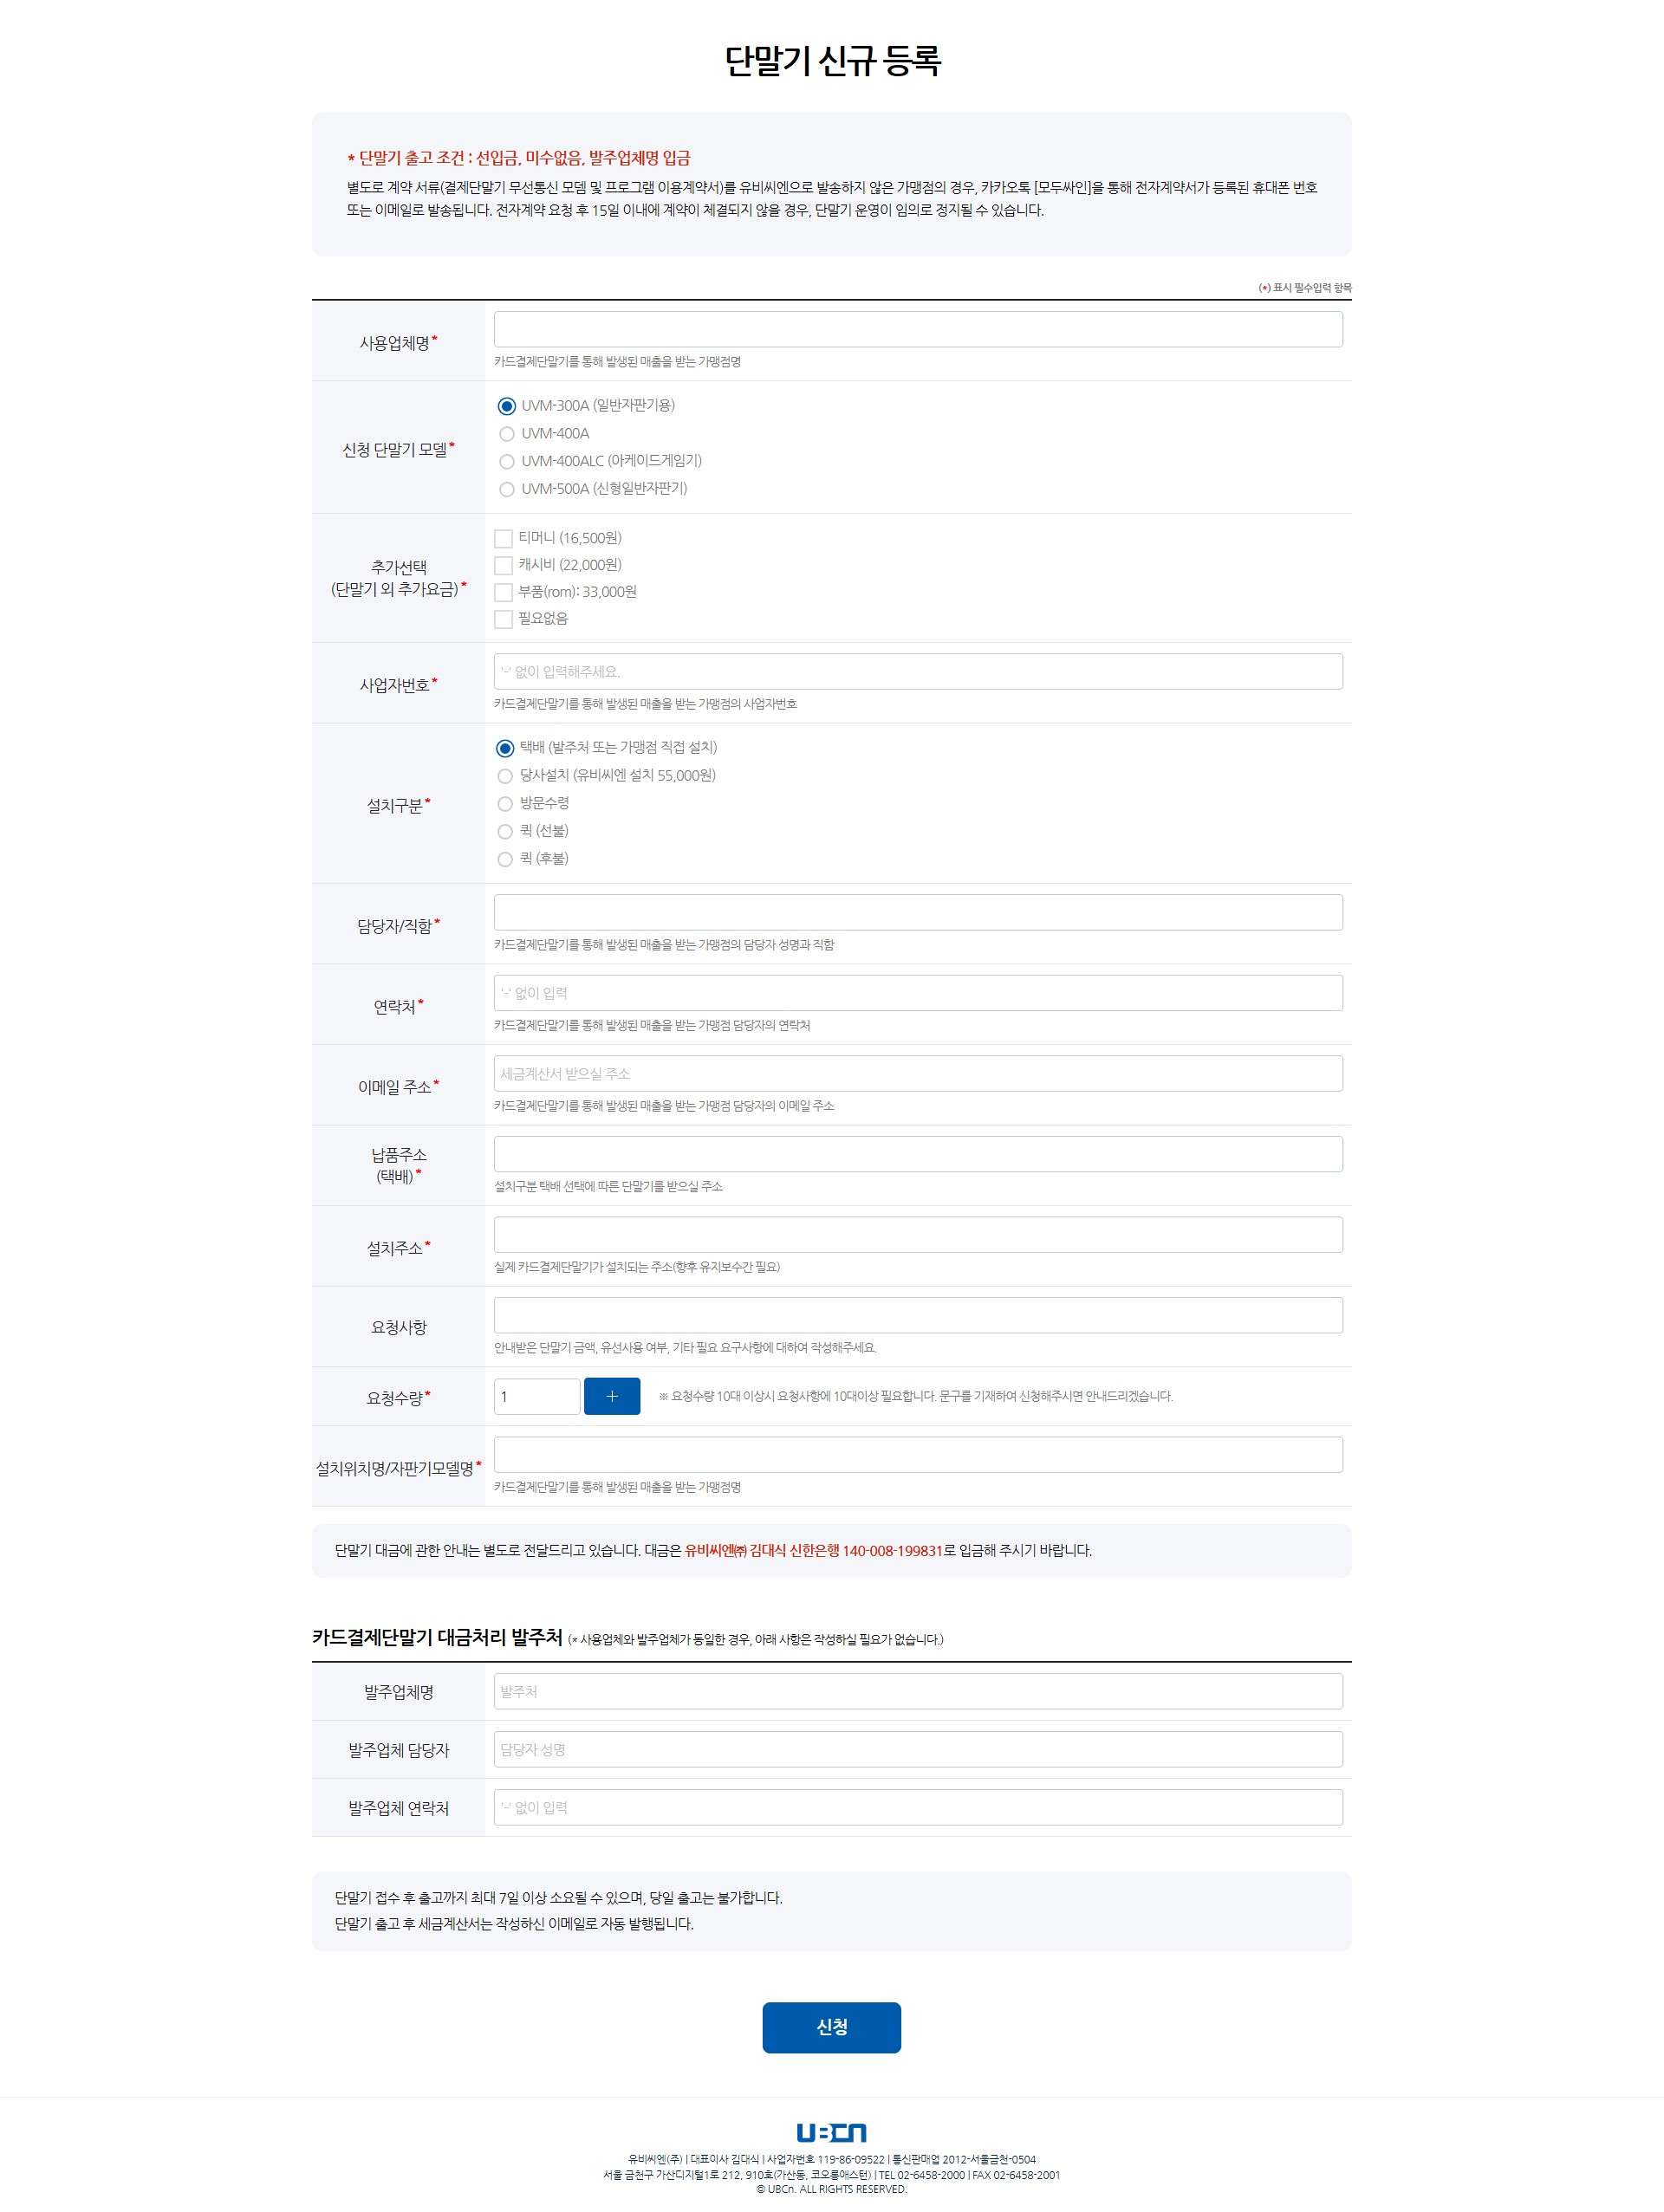 단말기 신규 등록
* 단말기 출고 조건 : 선입금, 미수없음, 발주업체명 입금
별도로 계약 서류(결제단말기 무선통신 모뎀 및 프로그램 이용계약서)를 유비씨엔으로 발송하지 않은 가맹점의 경우, 카카오톡 [모두싸인]을 통해 전자계약서가 등록된 휴대폰 번호
또는 이메일로 발송됩니다. 전자계약 요청 후 15일 이내에 계약이 체결되지 않을 경우, 단말기 운영이 임의로 정지될 수 있습니다.
(*) 표시 필수입력 항목
사용업체명 *
카드결제단말기를 통해 발생된 매출을 받는 가맹점명
신청 단말기 모델 *
UVM-300A (일반자판기용)
UVM-400A
UVM-400ALC (아케이드게임기)
UVM-500A (신형일반자판기)
추가선택
(단말기 외 추가요금) *
티머니 (16,500원)
캐시비 (22,000원)
부품(rom): 33,000원
필요없음
사업자번호 *
'-' 없이 입력해주세요.
카드결제단말기를 통해 발생된 매출을 받는 가맹점의 사업자번호
설치구분 *
택배 (발주처 또는 가맹점 직접 설치)
당사설치 (유비씨엔 설치 55,000원)
방문수령
퀵 (선불)
퀵 (후불)
담당자/직함 *
카드결제단말기를 통해 발생된 매출을 받는 가맹점의 담당자 성명과 직함
연락처 *
'-' 없이 입력
카드결제단말기를 통해 발생된 매출을 받는 가맹점 담당자의 연락처
이메일 주소 *
세금계산서 받으실 주소
카드결제단말기를 통해 발생된 매출을 받는 가맹점 담당자의 이메일 주소
납품주소
(택배) *
설치구분 택배 선택에 따른 단말기를 받으실 주소
설치주소 *
실제 카드결제단말기가 설치되는 주소(향후 유지보수간 필요)
요청사항
안내받은 단말기 금액, 유선사용 여부, 기타 필요 요구사항에 대하여 작성해주세요.
요청수량 *
1 + ※ 요청수량 10대 이상시 요청사항에 10대이상 필요합니다. 문구를 기재하여 신청해주시면 안내드리겠습니다.
설치위치명/자판기모델명 *
카드결제단말기를 통해 발생된 매출을 받는 가맹점명
단말기 대금에 관한 안내는 별도로 전달드리고 있습니다. 대금은 유비씨엔㈜ 김대식 신한은행 140-008-199831로 입금해 주시기 바랍니다.
카드결제단말기 대금처리 발주처 (* 사용업체와 발주업체가 동일한 경우, 아래 사항은 작성하실 필요가 없습니다.)
발주업체명
발주처
발주업체 담당자
담당자 성명
발주업체 연락처
'-' 없이 입력
단말기 접수 후 출고까지 최대 7일 이상 소요될 수 있으며, 당일 출고는 불가합니다.
단말기 출고 후 세금계산서는 작성하신 이메일로 자동 발행됩니다.
신청
UBCn
유비씨엔(주) | 대표이사 김대식 | 사업자번호 119-86-09522 | 통신판매업 2012-서울금천-0504
서울 금천구 가산디지털1로 212, 910호(가산동, 코오롱애스턴) | TEL 02-6458-2000 | FAX 02-6458-2001
© UBCn. ALL RIGHTS RESERVED.